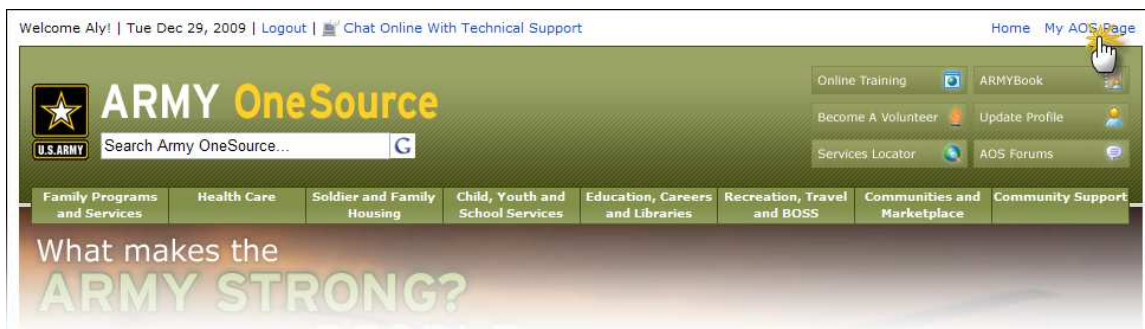 Welcome Aly! | Tue Dec 29, 2009 | Logout | Chat Online With Technical Support
Home My AOS Page
ARMY OneSource
U.S.ARMY
Search Army OneSource...
G
Online Training
ARMYBook
Become A Volunteer
Update Profile
Services Locator
AOS Forums
Family Programs and Services
Health Care
Soldier and Family Housing
Child, Youth and School Services
Education, Careers and Libraries
Recreation, Travel and BOSS
Communities and Marketplace
Community Support
What makes the
ARMY STRONG?